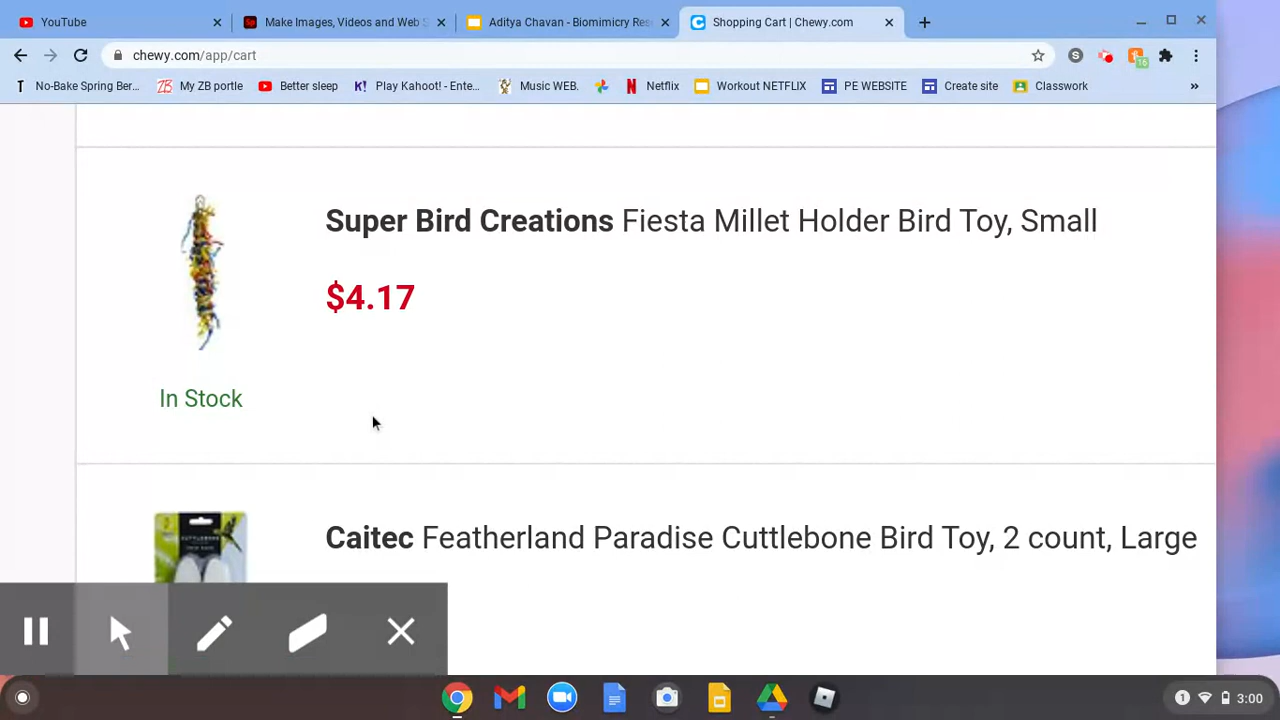 YouTube
Make Images, Videos and Web S
Aditya Chavan - Biomimicry Res
Shopping Cart | Chewy.com
chewy.com/app/cart
S
16
No-Bake Spring Ber
My ZB portle
Better Beep
Play Kahoot! - Ente...
Music WEB
Netflix
Workout NETFLIX
PE WEBSITE
Create site
Classwork
»
Super Bird Creations Fiesta Millet Holder Bird Toy, Small
$4.17
In Stock
Caitec Featherland Paradise Cuttlebone Bird Toy, 2 count, Large
1
3:00